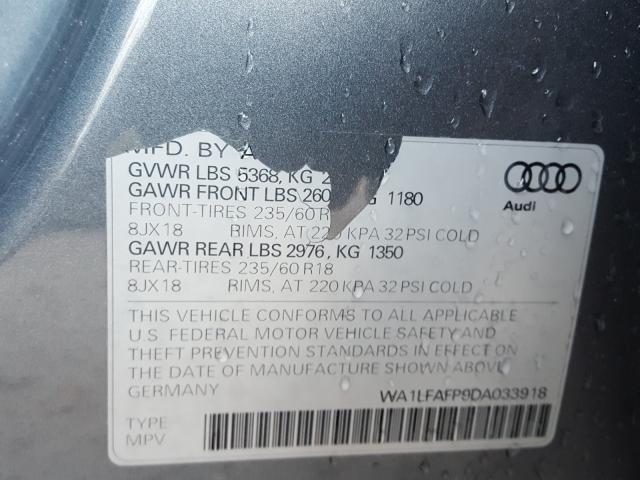 MFD. BY A
GVWR LBS 5368, KG 2
GAWR FRONT LBS 260 G 1180
FRONT-TIRES 235/60 R
8JX18 RIMS, AT 220 KPA 32 PSI COLD
GAWR REAR LBS 2976, KG 1350
REAR-TIRES 235/60 R18
8JX18 RIMS, AT 220 KPA 32 PSI COLD
Audi
THIS VEHICLE CONFORMS TO ALL APPLICABLE
U.S. FEDERAL MOTOR VEHICLE SAFETY AND
THEFT PREVENTION STANDARDS IN EFFECT ON
THE DATE OF MANUFACTURE SHOWN ABOVE.
GERMANY
WA1LFAFP9DA033918
TYPE
MPV